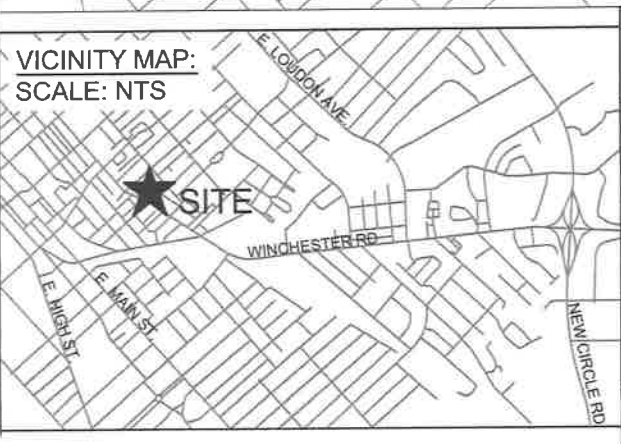 VICINITY MAP:
SCALE: NTS
E. LOUDON AVE.
SITE
WINCHESTER RD
E. HIGH ST.
E. MAIN ST.
NEW CIRCLE RD